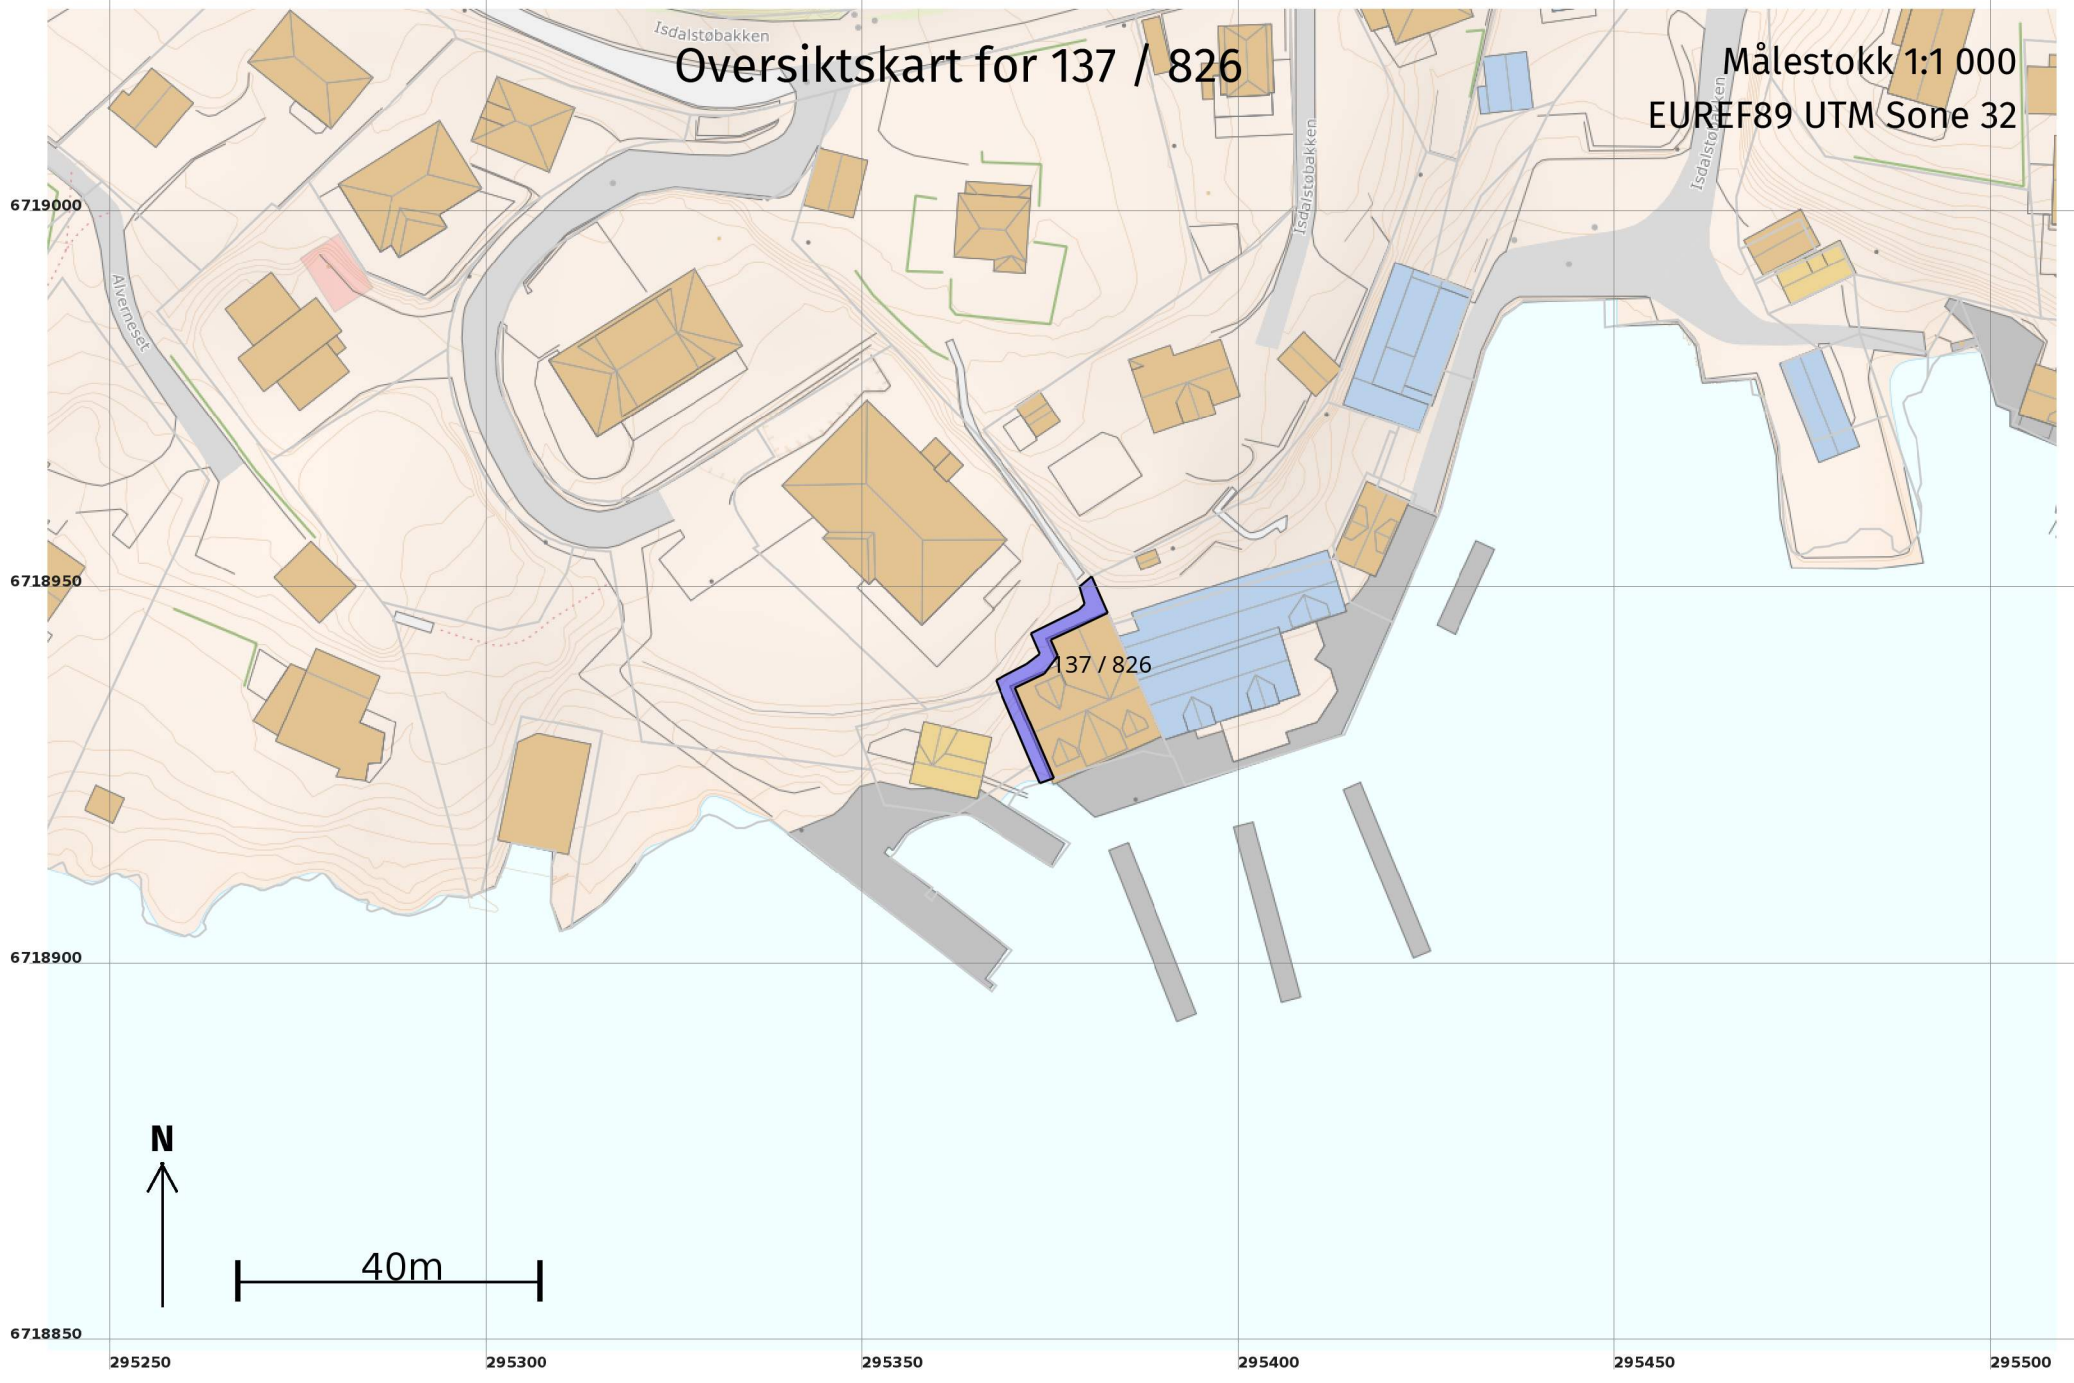 Isdalstøbakken
Oversiktskart for 137 / 826
Målestokk 1:1 000
EUREF89 UTM Sone 32
Isdalstøbakken
Isdalstøbakken
6719000
Alverneset
6718950
137 / 826
6718900
N
40m
6718850
295250
295300
295350
295400
295450
295500